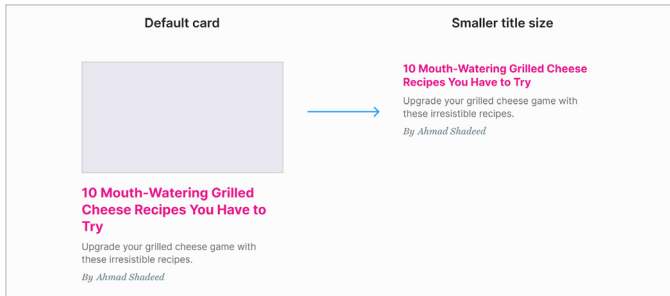 Default card
10 Mouth-Watering Grilled
Cheese Recipes You Have to
Try
Upgrade your grilled cheese game with
these irresistible recipes.
By Ahmad Shadeed
Smaller title size
10 Mouth-Watering Grilled Cheese
Recipes You Have to Try
Upgrade your grilled cheese game with
these irresistible recipes.
By Ahmad Shadeed